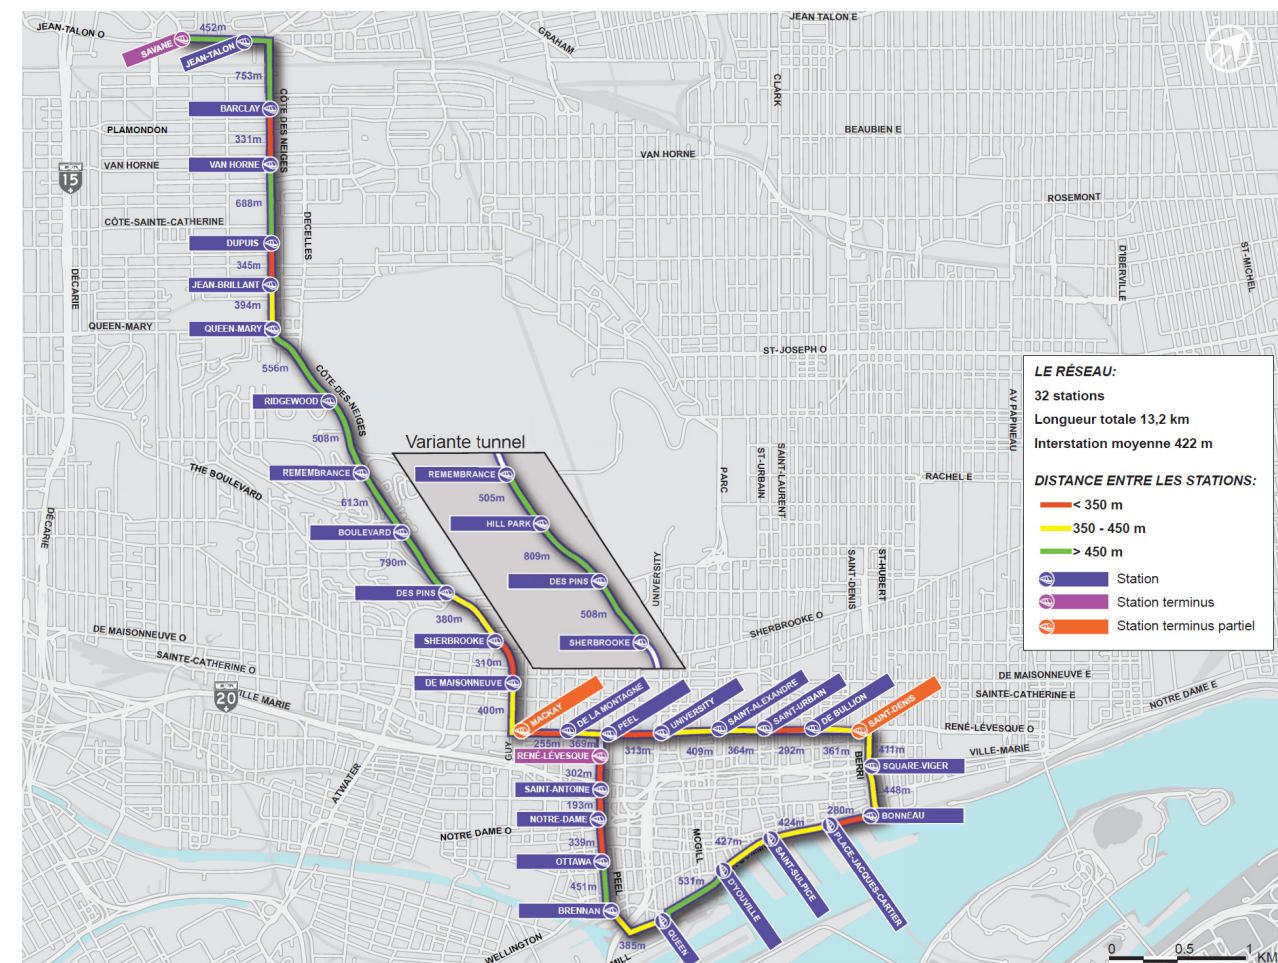 JEAN-TALON O
452m
SAVANE
JEAN-TALON
753m
GRAHAM
JEAN TALON E
CLARK
BARCLAY
CÔTE DES NEIGES
PLAMONDON
331m
BEAUBIEN E
15
VAN HORNE
VAN HORNE
VAN HORNE
688m
ROSEMONT
CÔTE-SAINTE-CATHERINE
DECELLES
DUPUIS
345m
D'IBERVILLE
ST-MICHEL
DÉCARIE
JEAN-BRILLANT
394m
QUEEN-MARY
QUEEN-MARY
556m
ST-JOSEPH O
CÔTE-DES-NEIGES
RIDGEWOOD
508m
LE RÉSEAU:
32 stations
Longueur totale 13,2 km
Interstation moyenne 422 m
DISTANCE ENTRE LES STATIONS:
< 350 m
350 - 450 m
> 450 m
Station
Station terminus
Station terminus partiel
AV PAPINEAU
Variante tunnel
REMEMBRANCE
505m
HILL PARK
809m
DES PINS
508m
SHERBROOKE
THE BOULEVARD
REMEMBRANCE
613m
BOULEVARD
790m
DES PINS
380m
SHERBROOKE
310m
DE MAISONNEUVE
400m
PARC
ST-URBAIN
SAINT-LAURENT
RACHEL E
DÉCARIE
UNIVERSITY
SAINT-DENIS
ST-HUBERT
SHERBROOKE O
DE MAISONNEUVE O
SAINTE-CATHERINE O
20
VILLE MARIE
DE MAISONNEUVE E
SAINTE-CATHERINE E
NOTRE DAME E
RENÉ-LÉVESQUE O
VILLE-MARIE
MACKAY
DE LA MONTAGNE
PEEL
UNIVERSITY
SAINT-ALEXANDRE
SAINT-URBAIN
DE BULLION
SAINT-DENIS
GUY
255m
369m
313m
409m
364m
292m
361m
411m
BERRI
SQUARE-VIGER
448m
BONNEAU
280m
RENÉ-LÉVESQUE
302m
SAINT-ANTOINE
193m
NOTRE-DAME
339m
OTTAWA
451m
PEEL
BRENNAN
385m
ATWATER
NOTRE DAME O
MCGILL
424m
427m
531m
PLACE-JACQUES-CARTIER
SAINT-SULPICE
D'YOUVILLE
QUEEN
WELLINGTON
MILL
0 0.5 1
KM